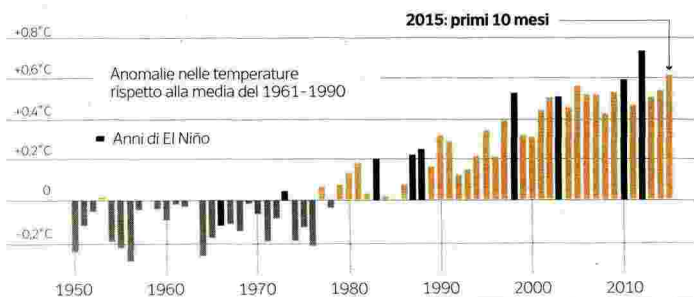 2015: primi 10 mesi
+0,8°C
+0,6°C
Anomalie nelle temperature
rispetto alla media del 1961-1990
+0,4°C
Anni di El Niño
+0,2°C
0
-0,2°C
1950 1960 1970 1980 1990 2000 2010